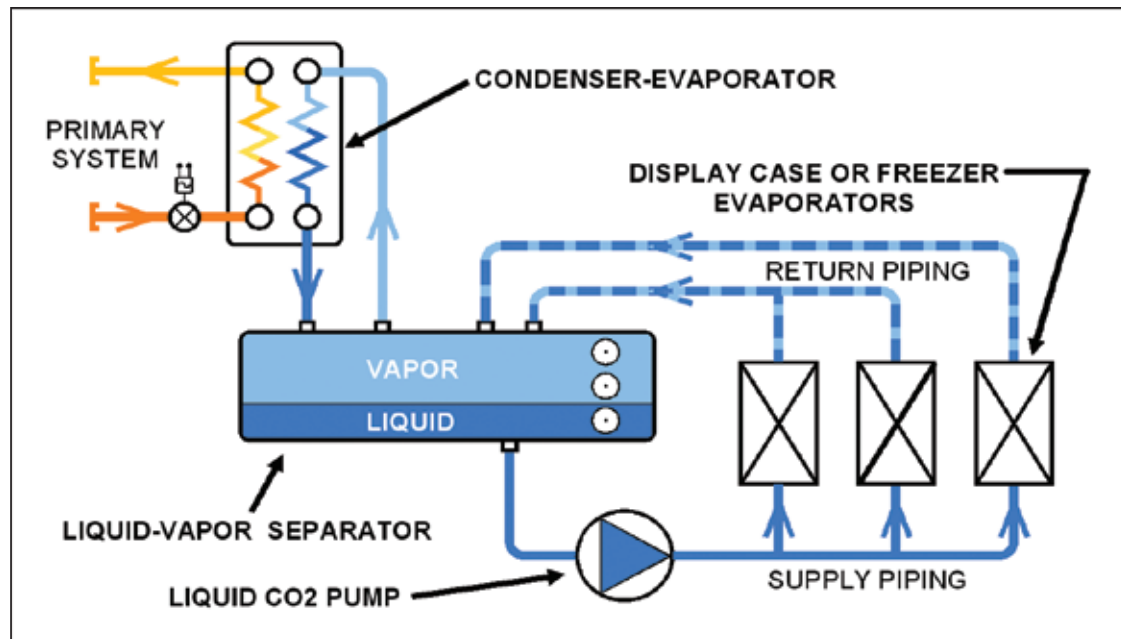 CONDENSER-EVAPORATOR
PRIMARY
SYSTEM
DISPLAY CASE OR FREEZER
EVAPORATORS
RETURN PIPING
VAPOR
LIQUID
LIQUID-VAPOR SEPARATOR
LIQUID CO2 PUMP
SUPPLY PIPING